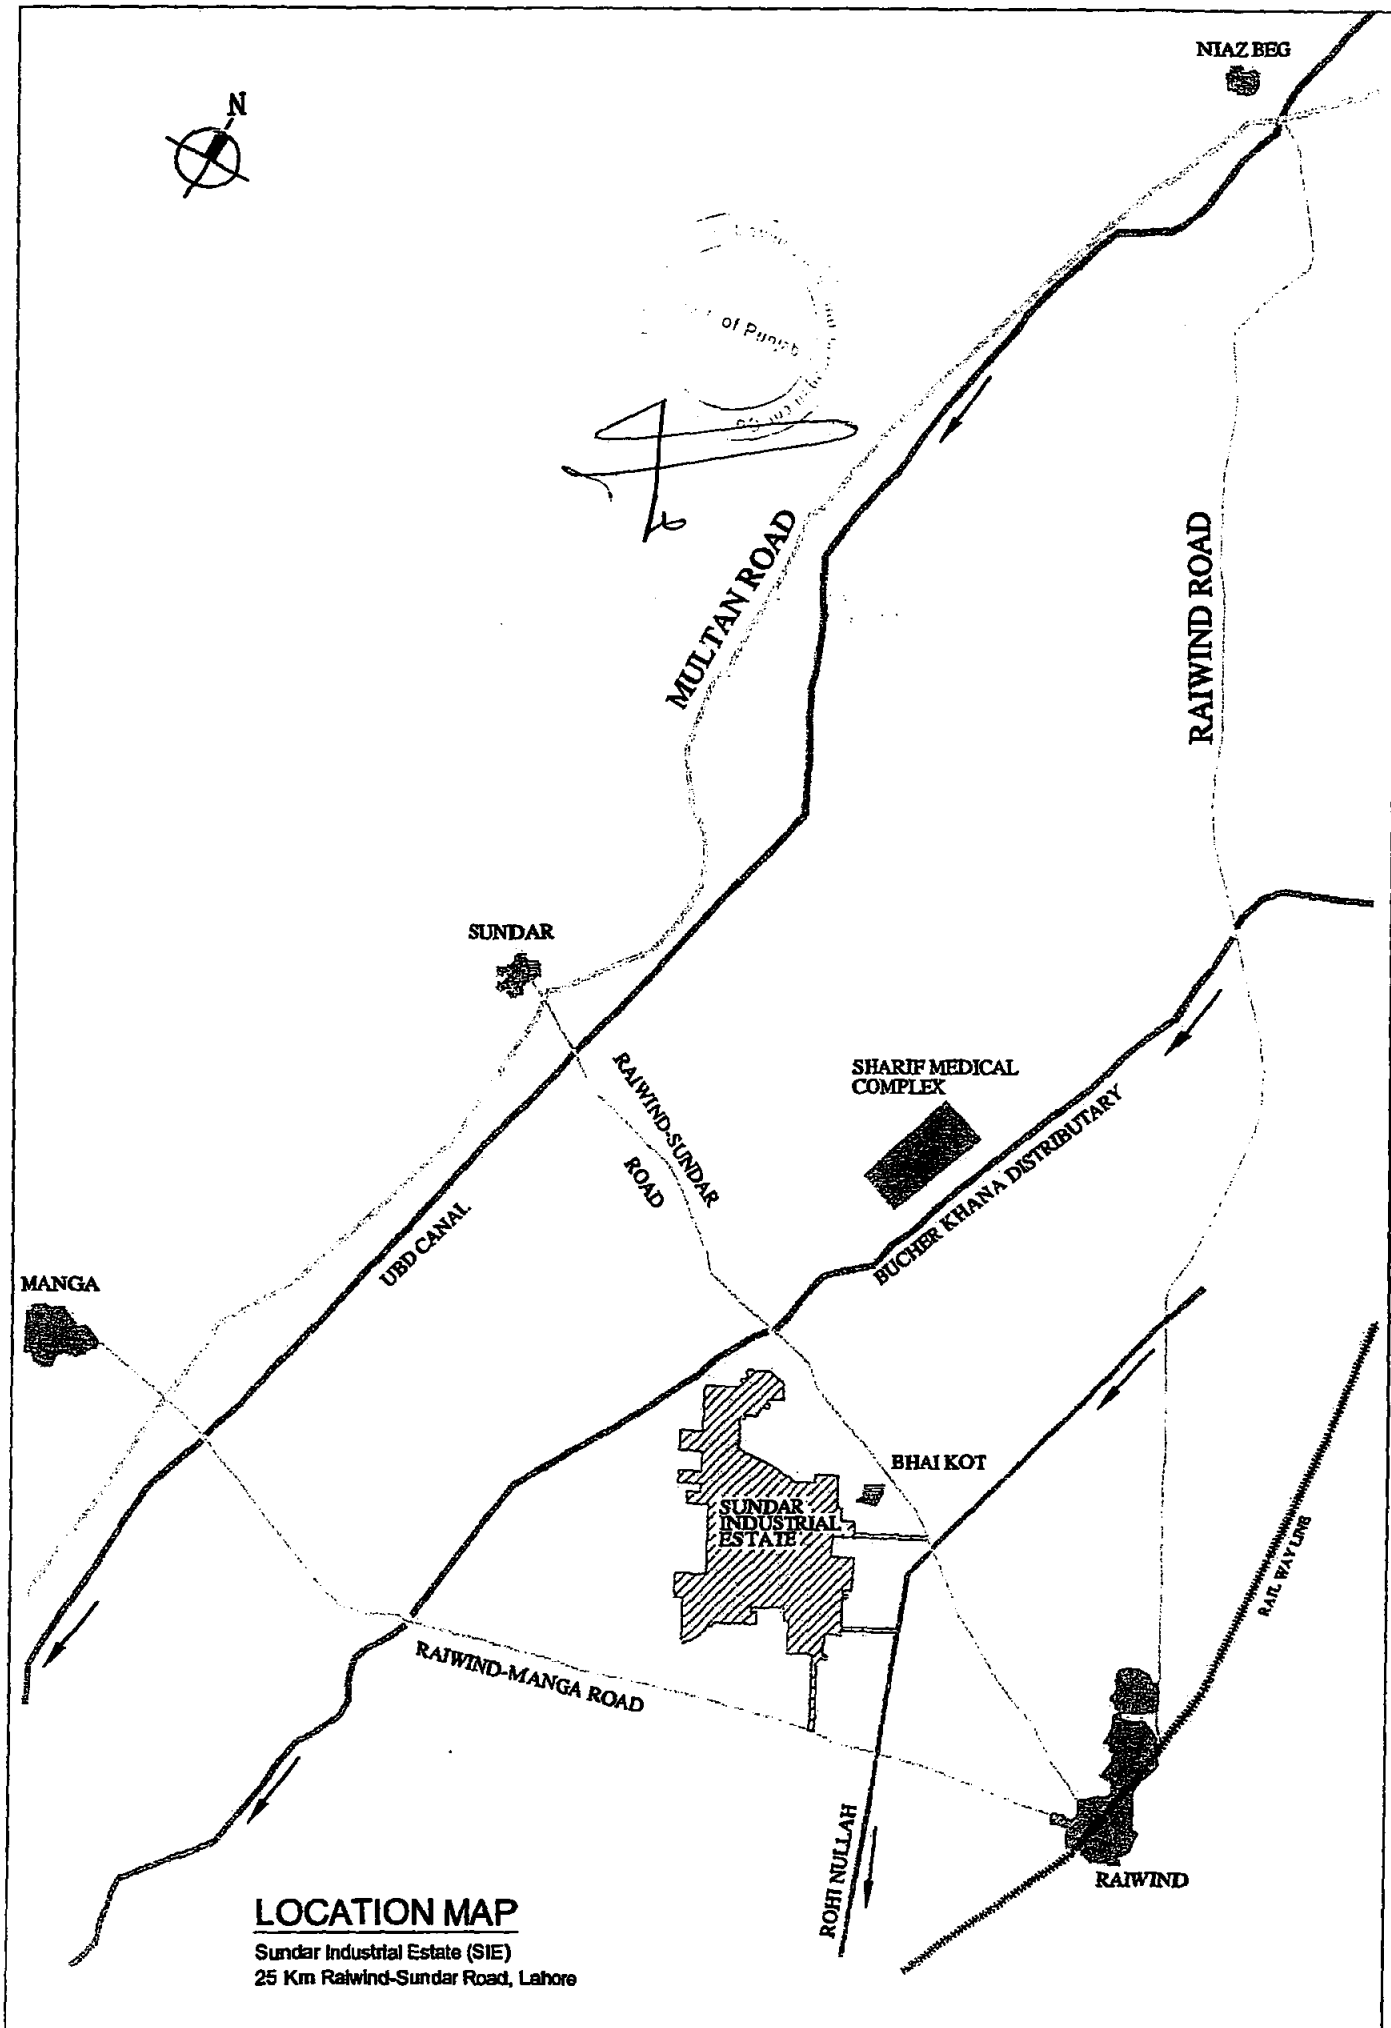 NIAZ BEG
N
of Punjab
MULTAN ROAD
RAIWIND ROAD
SUNDAR
RAIWIND-SUNDAR
ROAD
SHARIF MEDICAL
COMPLEX
BUCHER KHANA DISTRIBUTARY
UBD CANAL
MANGA
BHAI KOT
SUNDAR
INDUSTRIAL
ESTATE
RAIL WAY LINE
RAIWIND-MANGA ROAD
ROHI NULLAH
RAIWIND
LOCATION MAP
Sundar Industrial Estate (SIE)
25 Km Raiwind-Sundar Road, Lahore